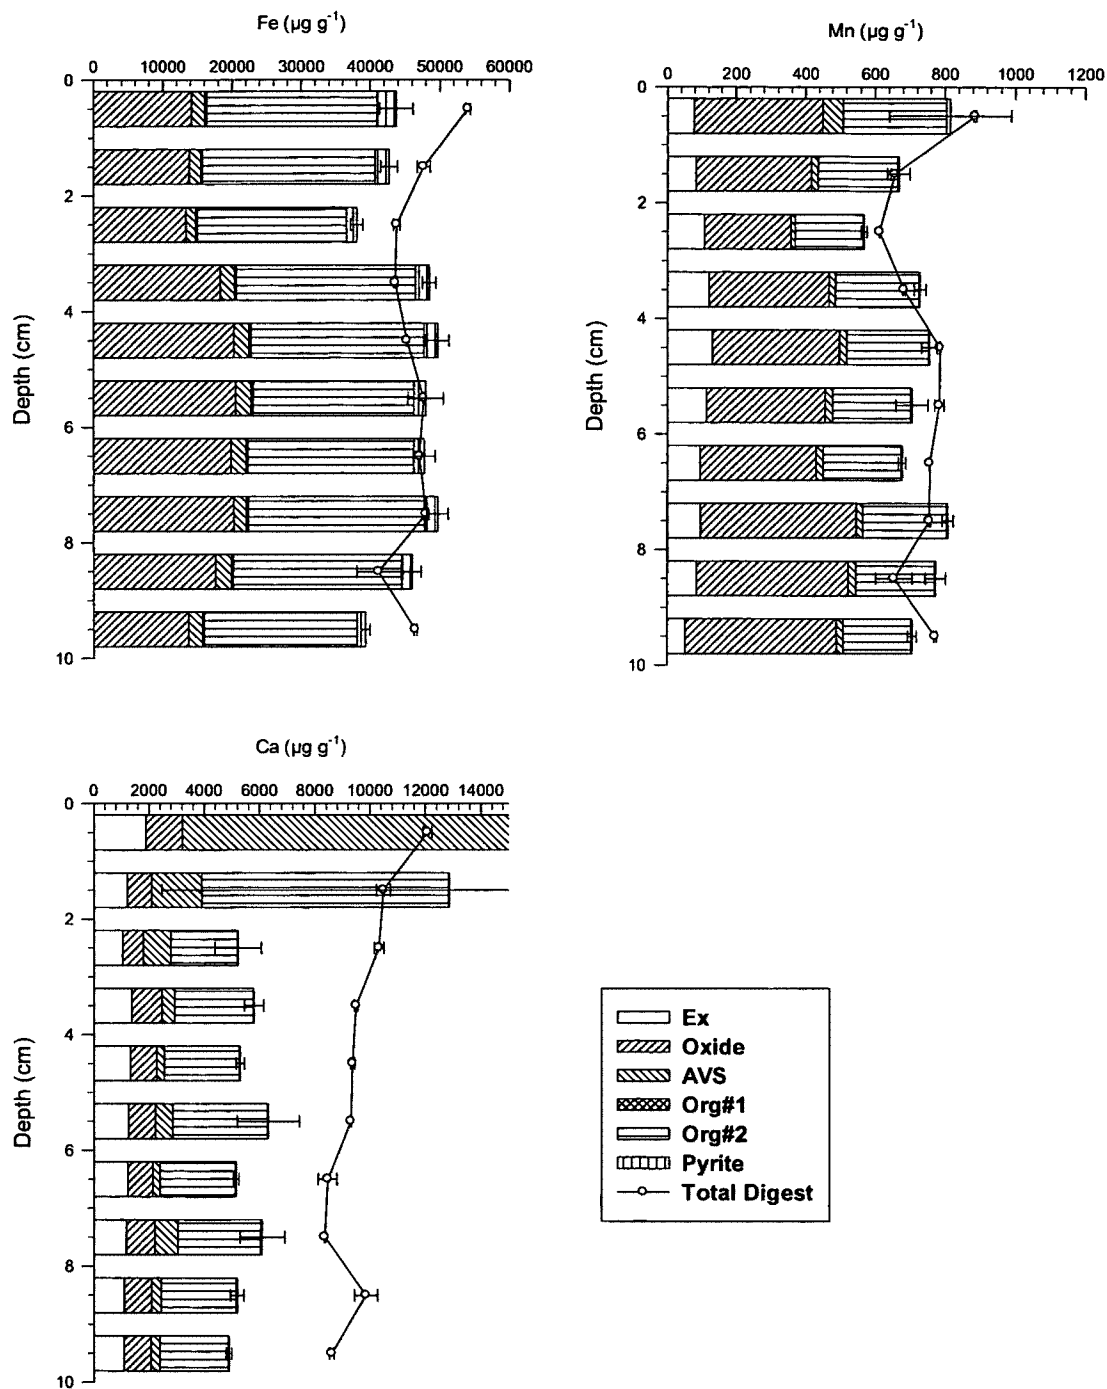 Fe (µg g⁻¹)
0 10000 20000 30000 40000 50000 60000
0
2
4
6
8
10
Depth (cm)
Mn (µg g⁻¹)
0 200 400 600 800 1000 1200
0
2
4
6
8
10
Depth (cm)
Ca (µg g⁻¹)
0 2000 4000 6000 8000 10000 12000 14000
0
2
4
6
8
10
Depth (cm)
Ex
Oxide
AVS
Org#1
Org#2
Pyrite
Total Digest